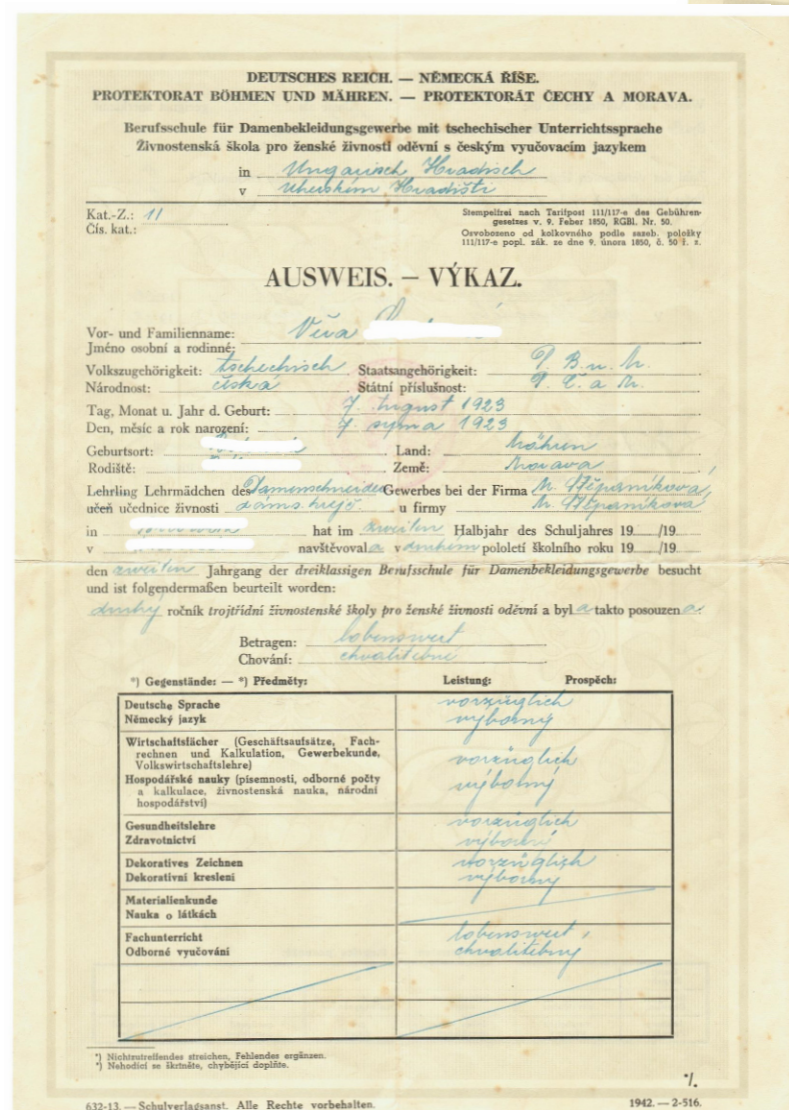 DEUTSCHES REICH. — NĚMECKÁ ŘÍŠE.
PROTEKTORAT BÖHMEN UND MÄHREN. — PROTEKTORÁT ČECHY A MORAVA.
Berufsschule für Damenbekleidungsgewerbe mit tschechischer Unterrichtssprache
Živnostenská škola pro ženské živnosti oděvní s českým vyučovacím jazykem
in Ungarisch Hradisch
v Uherském Hradišti
Kat.-Z.: 11
Čís. kat.:
Stempelfrei nach Tarifpost 111/117-e des Gebühren-
gesetzes v. 9. Feber 1850, RGBl. Nr. 50.
Osvobozeno od kolkovného podle sazeb. položky
111/117-e popl. zák. ze dne 9. února 1850, č. 50 ř. z.
AUSWEIS. – VÝKAZ.
Vor- und Familienname: Věra
Jméno osobní a rodinné:
Volkszugehörigkeit: tschechisch Staatsangehörigkeit: P. B. u. M.
Národnost: česká Státní příslušnost: P. Č. a M.
Tag, Monat u. Jahr d. Geburt: 7. August 1923
Den, měsíc a rok narození: 7. srpna 1923
Geburtsort: Land: Mähren
Rodiště: Země: Morava
Lehrling Lehrmädchen des Damenschneider Gewerbes bei der Firma M. Štěpaníková,
učeň učednice živnosti dáms. krejč. u firmy M. Štěpaníková,
in hat im zweiten Halbjahr des Schuljahres 19 /19
v navštěvoval a v druhém pololetí školního roku 19 /19
den zweiten Jahrgang der dreiklassigen Berufsschule für Damenbekleidungsgewerbe besucht
und ist folgendermaßen beurteilt worden:
druhý ročník trojtřídní živnostenské školy pro ženské živnosti oděvní a byl a takto posouzen a.
Betragen: lobenswert
Chování: chvalitebné
*) Gegenstände: — *) Předměty: Leistung: Prospěch:
Deutsche Sprache vorzüglich
Německý jazyk výborný
Wirtschaftsfächer (Geschäftsaufsätze, Fach-
rechnen und Kalkulation, Gewerbekunde,
Volkswirtschaftslehre) vorzüglich
Hospodářské nauky (písemnosti, odborné počty výborný
a kalkulace, živnostenská nauka, národní
hospodářství)
Gesundheitslehre vorzüglich
Zdravotnictví výborný
Dekoratives Zeichnen vorzüglich
Dekorativní kreslení výborný
Materialienkunde
Nauka o látkách
Fachunterricht lobenswert
Odborné vyučování chvalitebný
*) Nichtzutreffendes streichen, Fehlendes ergänzen.
*) Nehodící se škrtněte, chybějící doplňte.
·/.
632-13. — Schulverlagsanst. Alle Rechte vorbehalten. 1942. — 2-516.